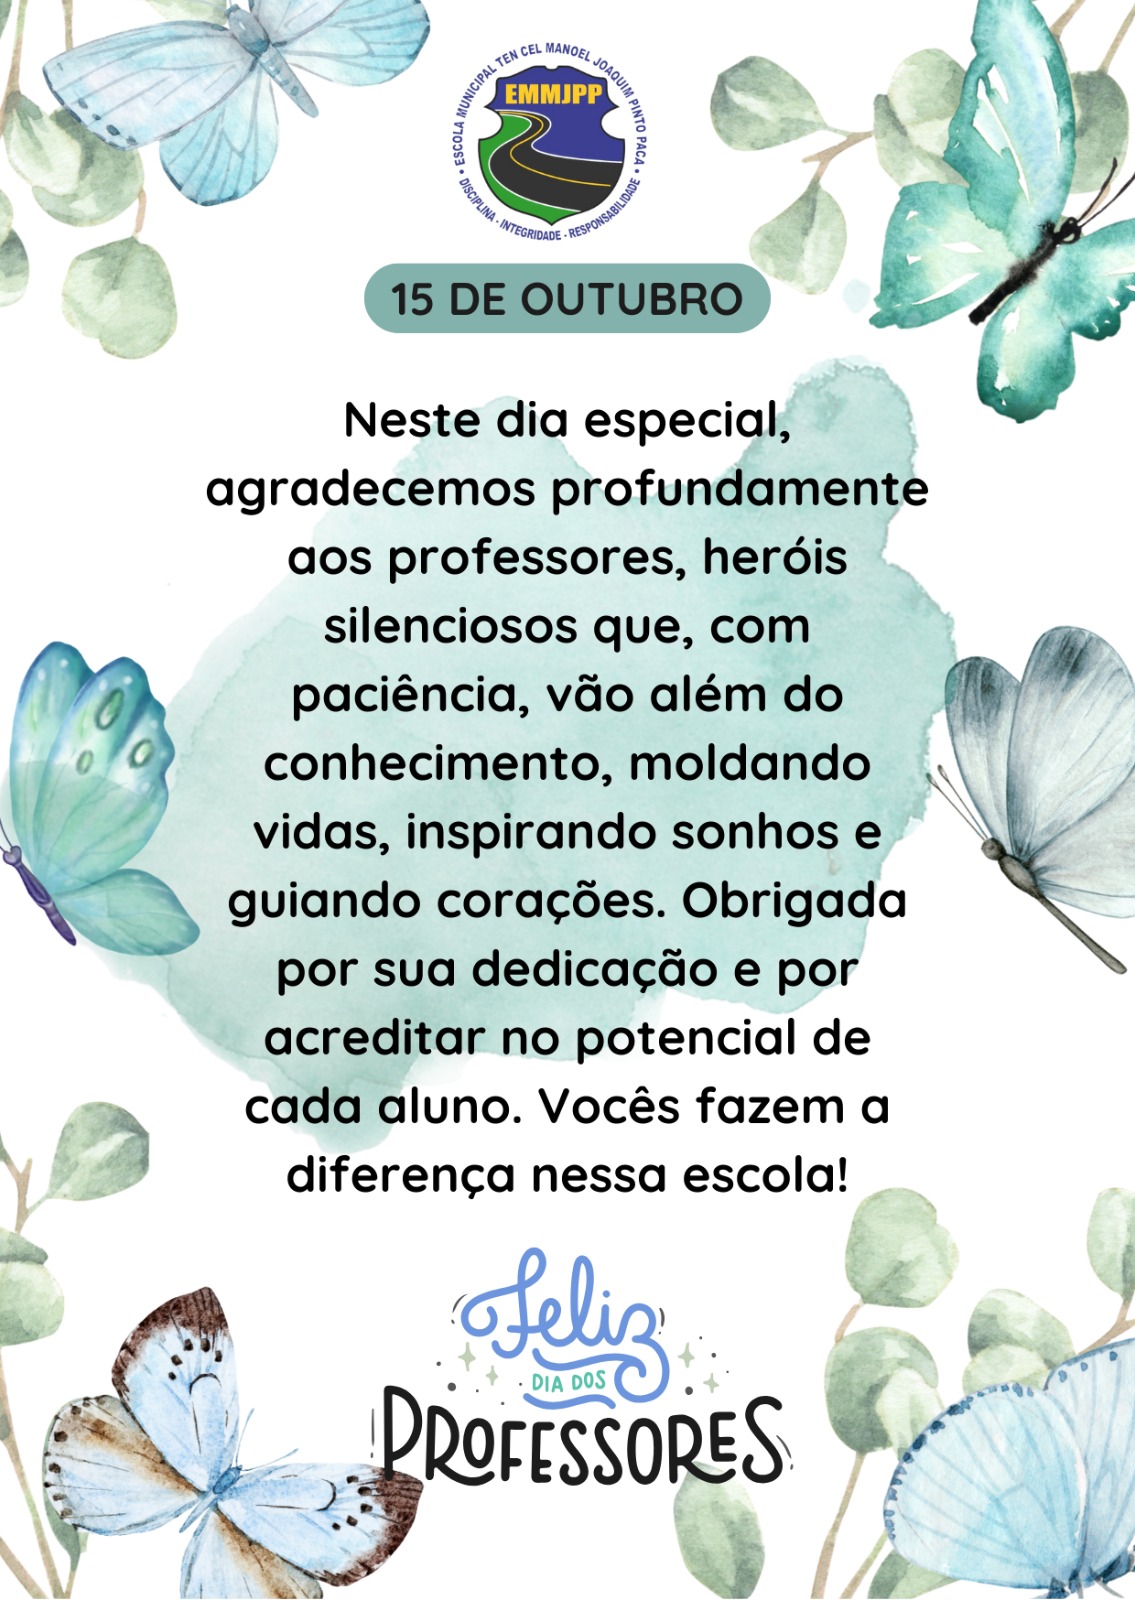 ESCOLA MUNICIPAL TEN CEL MANOEL JOAQUIM PINTO PACA
EMMJPP
DISCIPLINA - INTEGRIDADE - RESPONSABILIDADE
15 DE OUTUBRO
Neste dia especial,
agradecemos profundamente
aos professores, heróis
silenciosos que, com
paciência, vão além do
conhecimento, moldando
vidas, inspirando sonhos e
guiando corações. Obrigada
por sua dedicação e por
acreditar no potencial de
cada aluno. Vocês fazem a
diferença nessa escola!
Feliz
DIA DOS
PROFESSORES